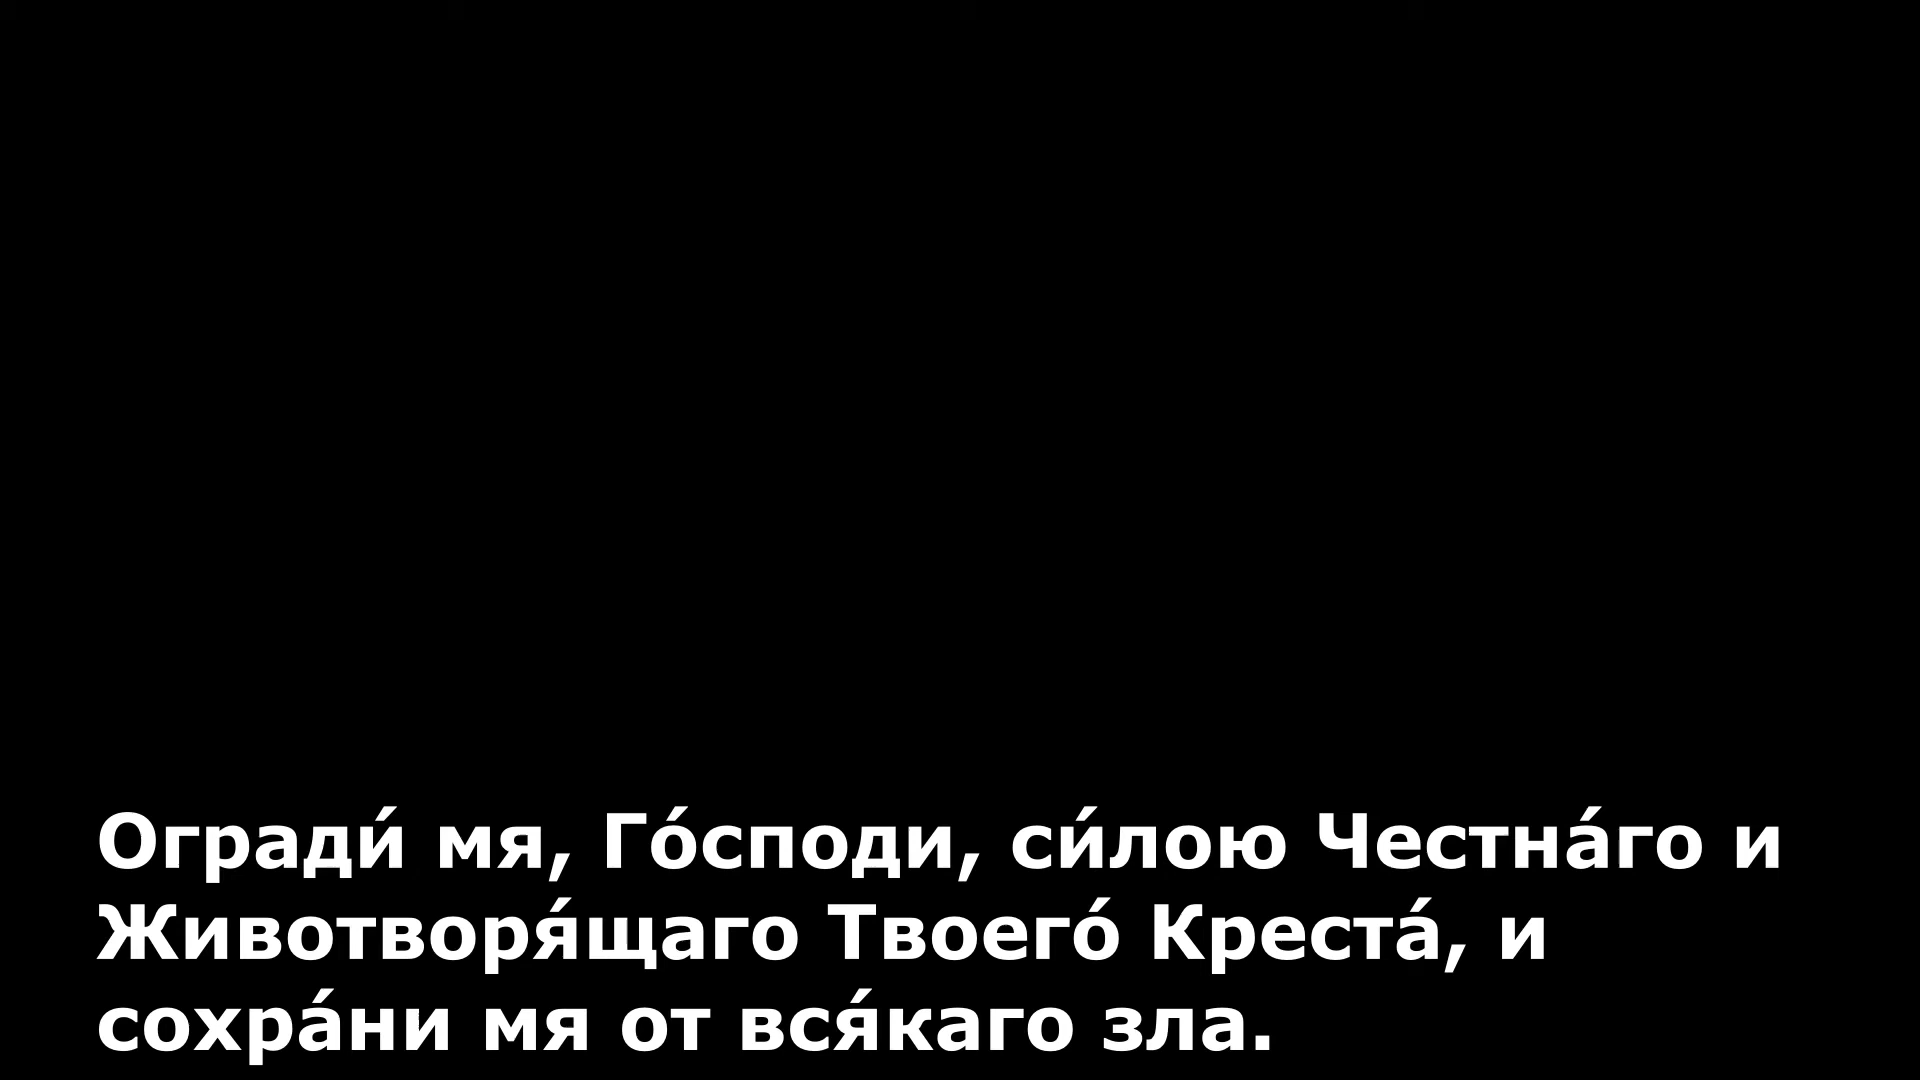 Огради́ мя, Го́споди, си́лою Честна́го и
Животворя́щаго Твоего́ Креста́, и
сохра́ни мя от вся́каго зла.